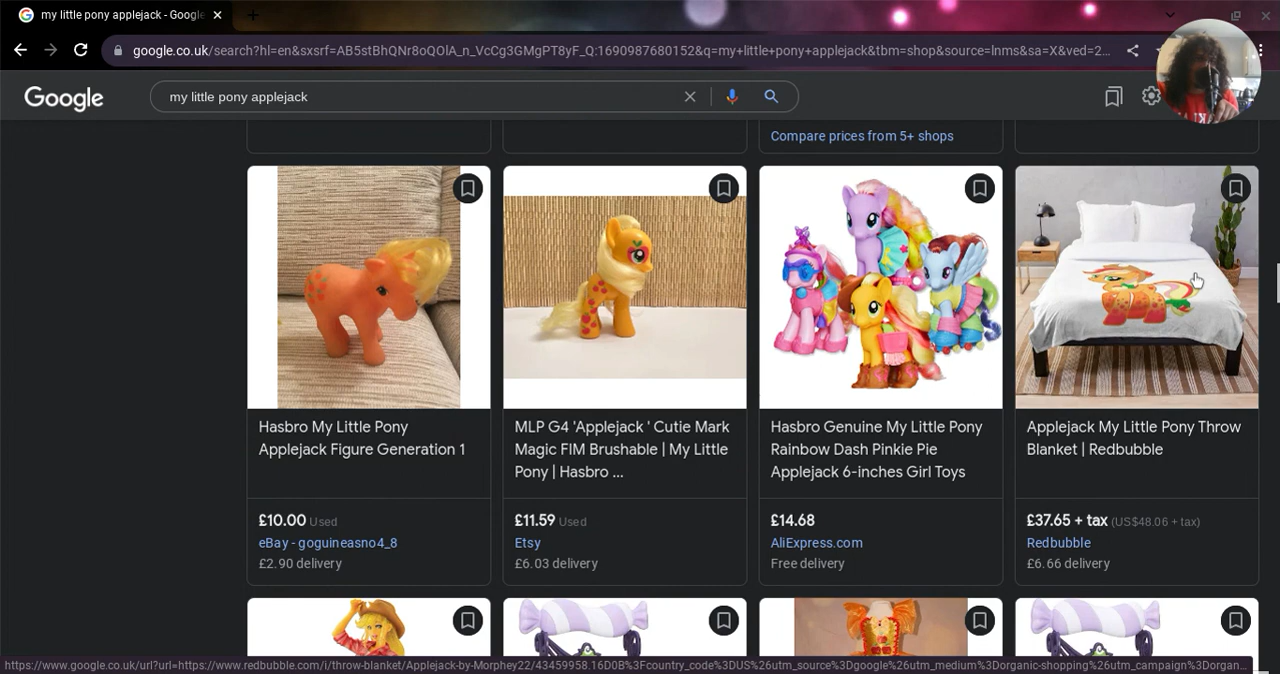 my little pony applejack - Google
google.co.uk/search?hl=en&sxsrf=AB5stBhQNr8oQOlA_n_VcCg3GMgPT8yF_Q:1690987680152&q=my+little+pony+applejack&tbm=shop&source=lnms&sa=X&ved=2...
Google
my little pony applejack
Compare prices from 5+ shops
Hasbro My Little Pony
Applejack Figure Generation 1
£10.00 Used
eBay - goguineasno4_8
£2.90 delivery
MLP G4 'Applejack ' Cutie Mark
Magic FIM Brushable | My Little
Pony | Hasbro ...
£11.59 Used
Etsy
£6.03 delivery
Hasbro Genuine My Little Pony
Rainbow Dash Pinkie Pie
Applejack 6-inches Girl Toys
£14.68
AliExpress.com
Free delivery
Applejack My Little Pony Throw
Blanket | Redbubble
£37.65 + tax (US$48.06 + tax)
Redbubble
£6.66 delivery
https://www.google.co.uk/url?url=https://www.redbubble.com/i/throw-blanket/Applejack-by-Morphey22/43459958.16D0B%3Fcountry_code%3DUS%26utm_source%3Dgoogle%26utm_medium%3Dorganic-shopping%26utm_campaign%3Dorgan...